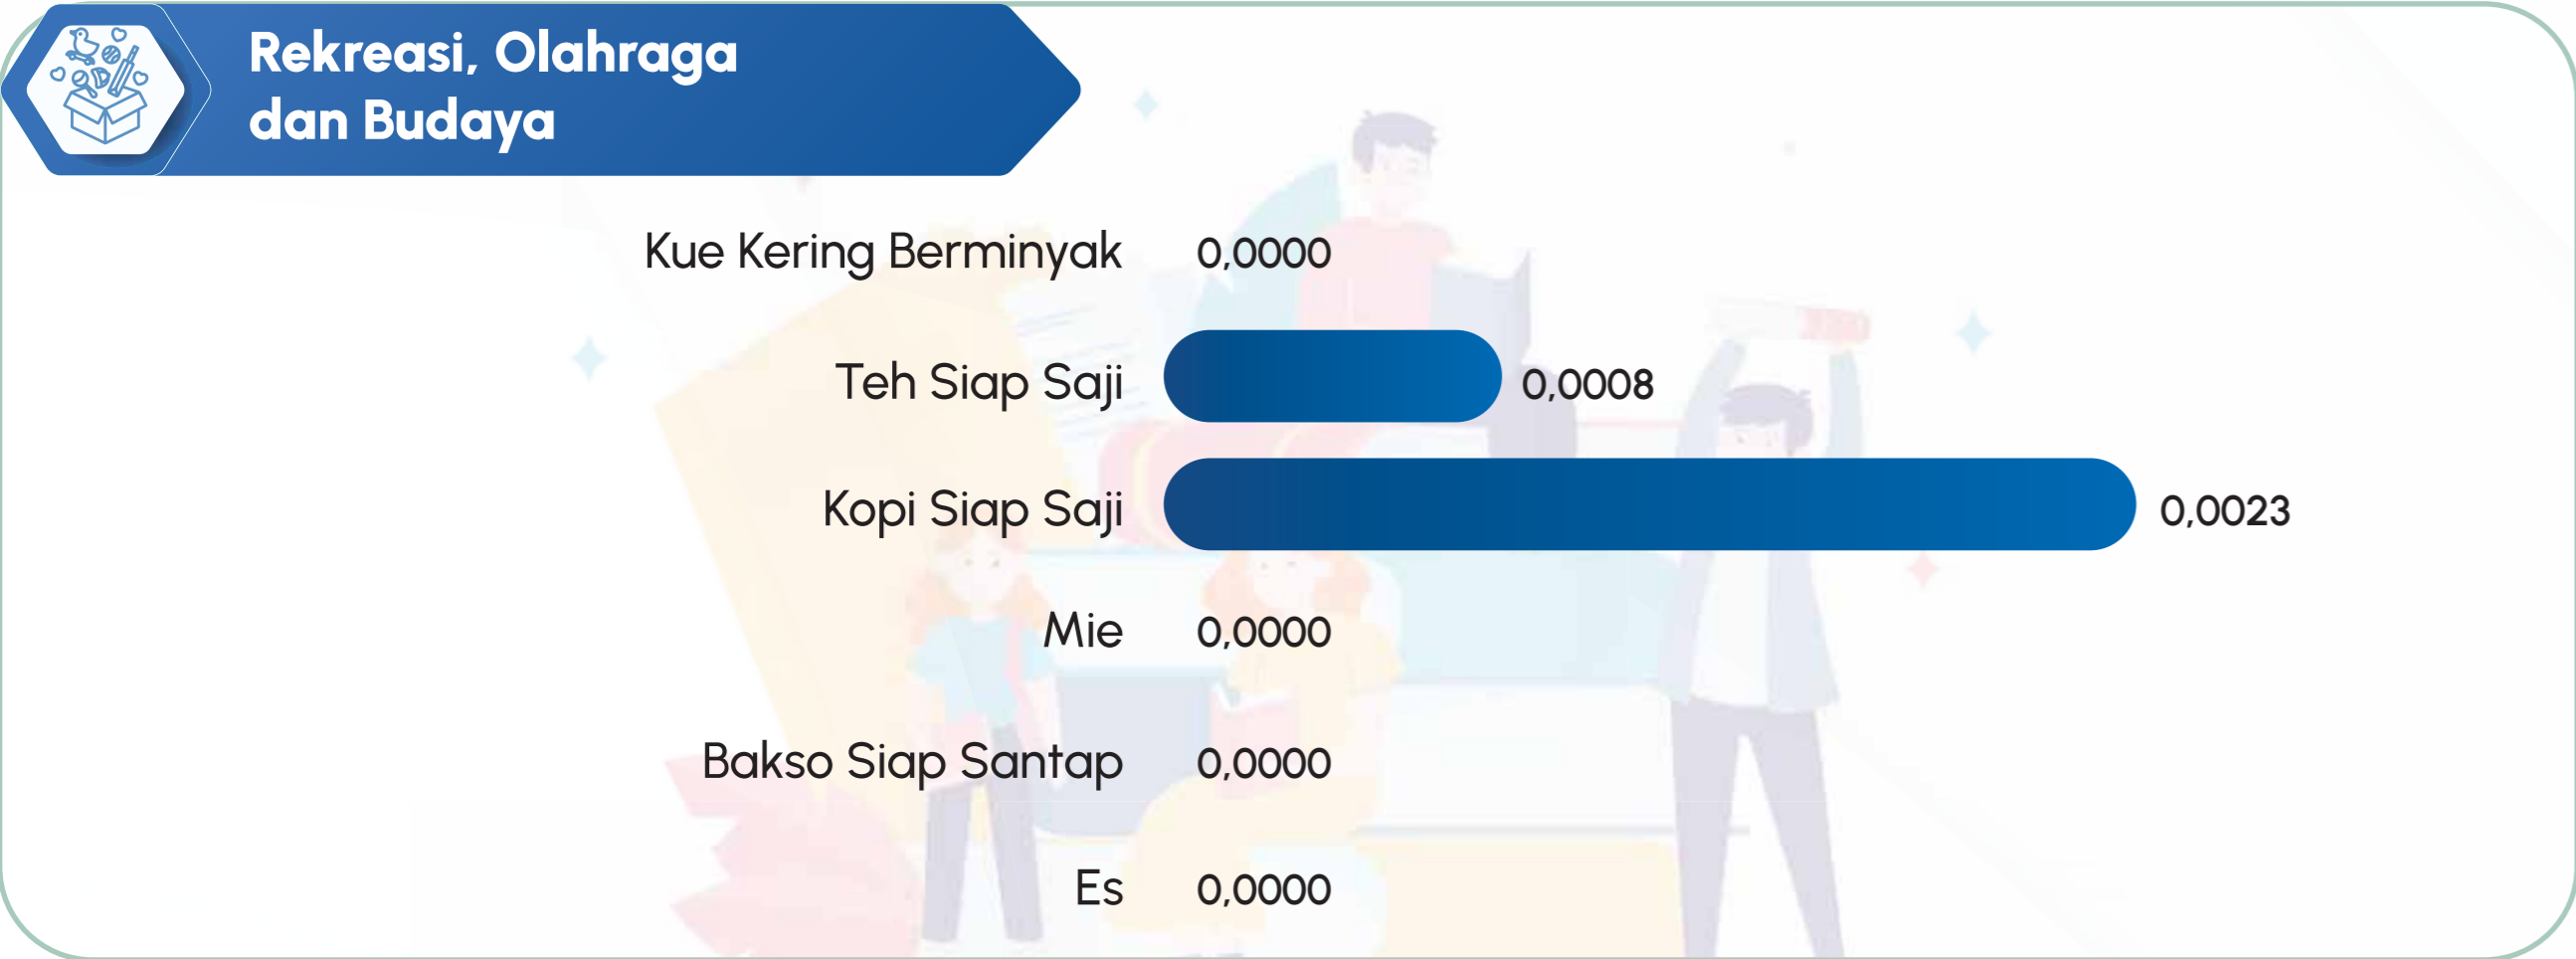 Rekreasi, Olahraga
dan Budaya
Kue Kering Berminyak 0,0000
Teh Siap Saji 0,0008
Kopi Siap Saji 0,0023
Mie 0,0000
Bakso Siap Santap 0,0000
Es 0,0000